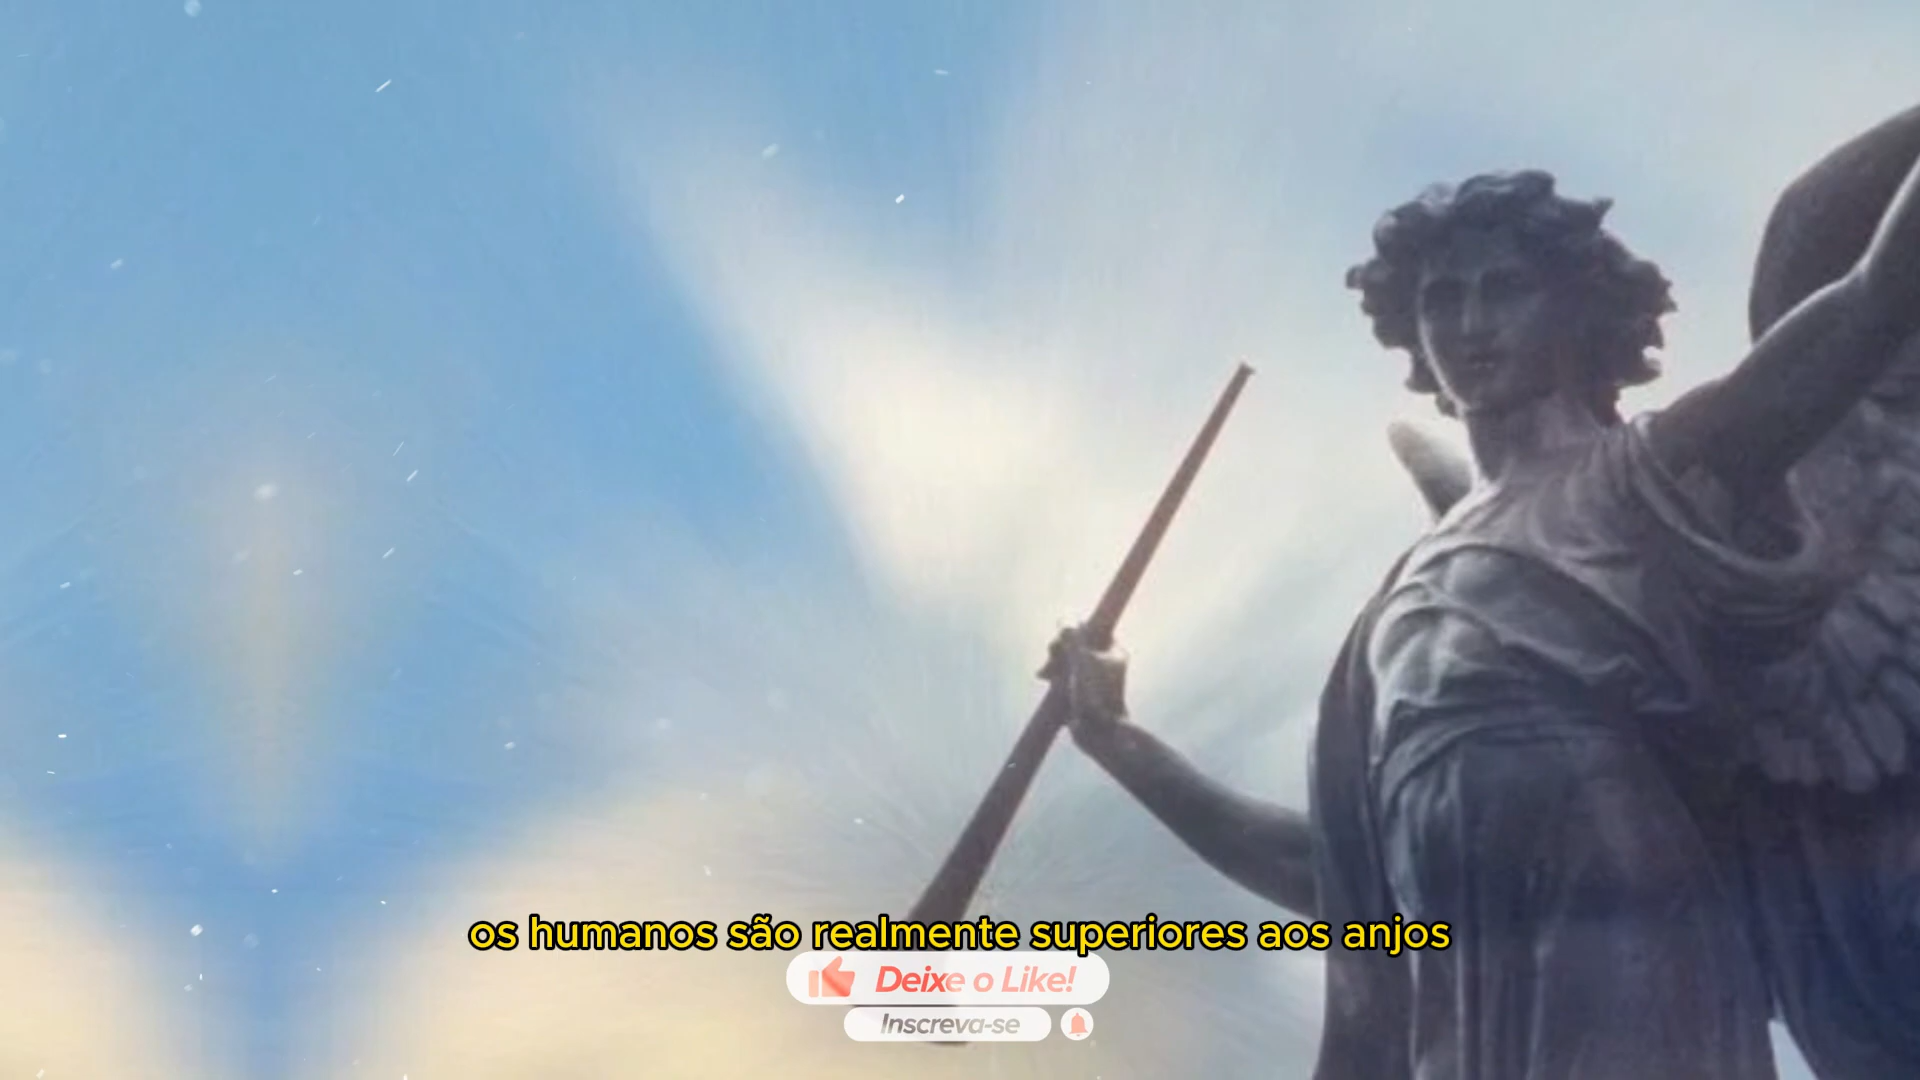 os humanos são realmente superiores aos anjos
Deixe o Like!
Inscreva-se